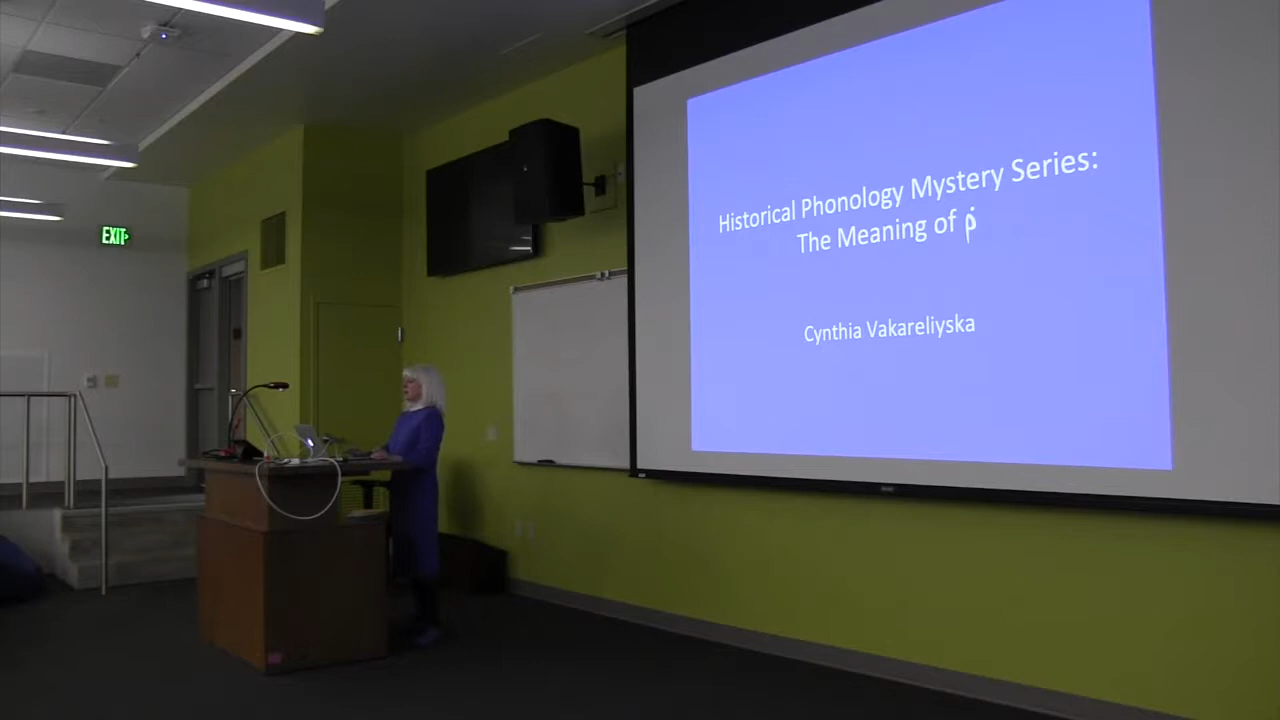 EXIT
Historical Phonology Mystery Series:
The Meaning of ṗ
Cynthia Vakareliyska